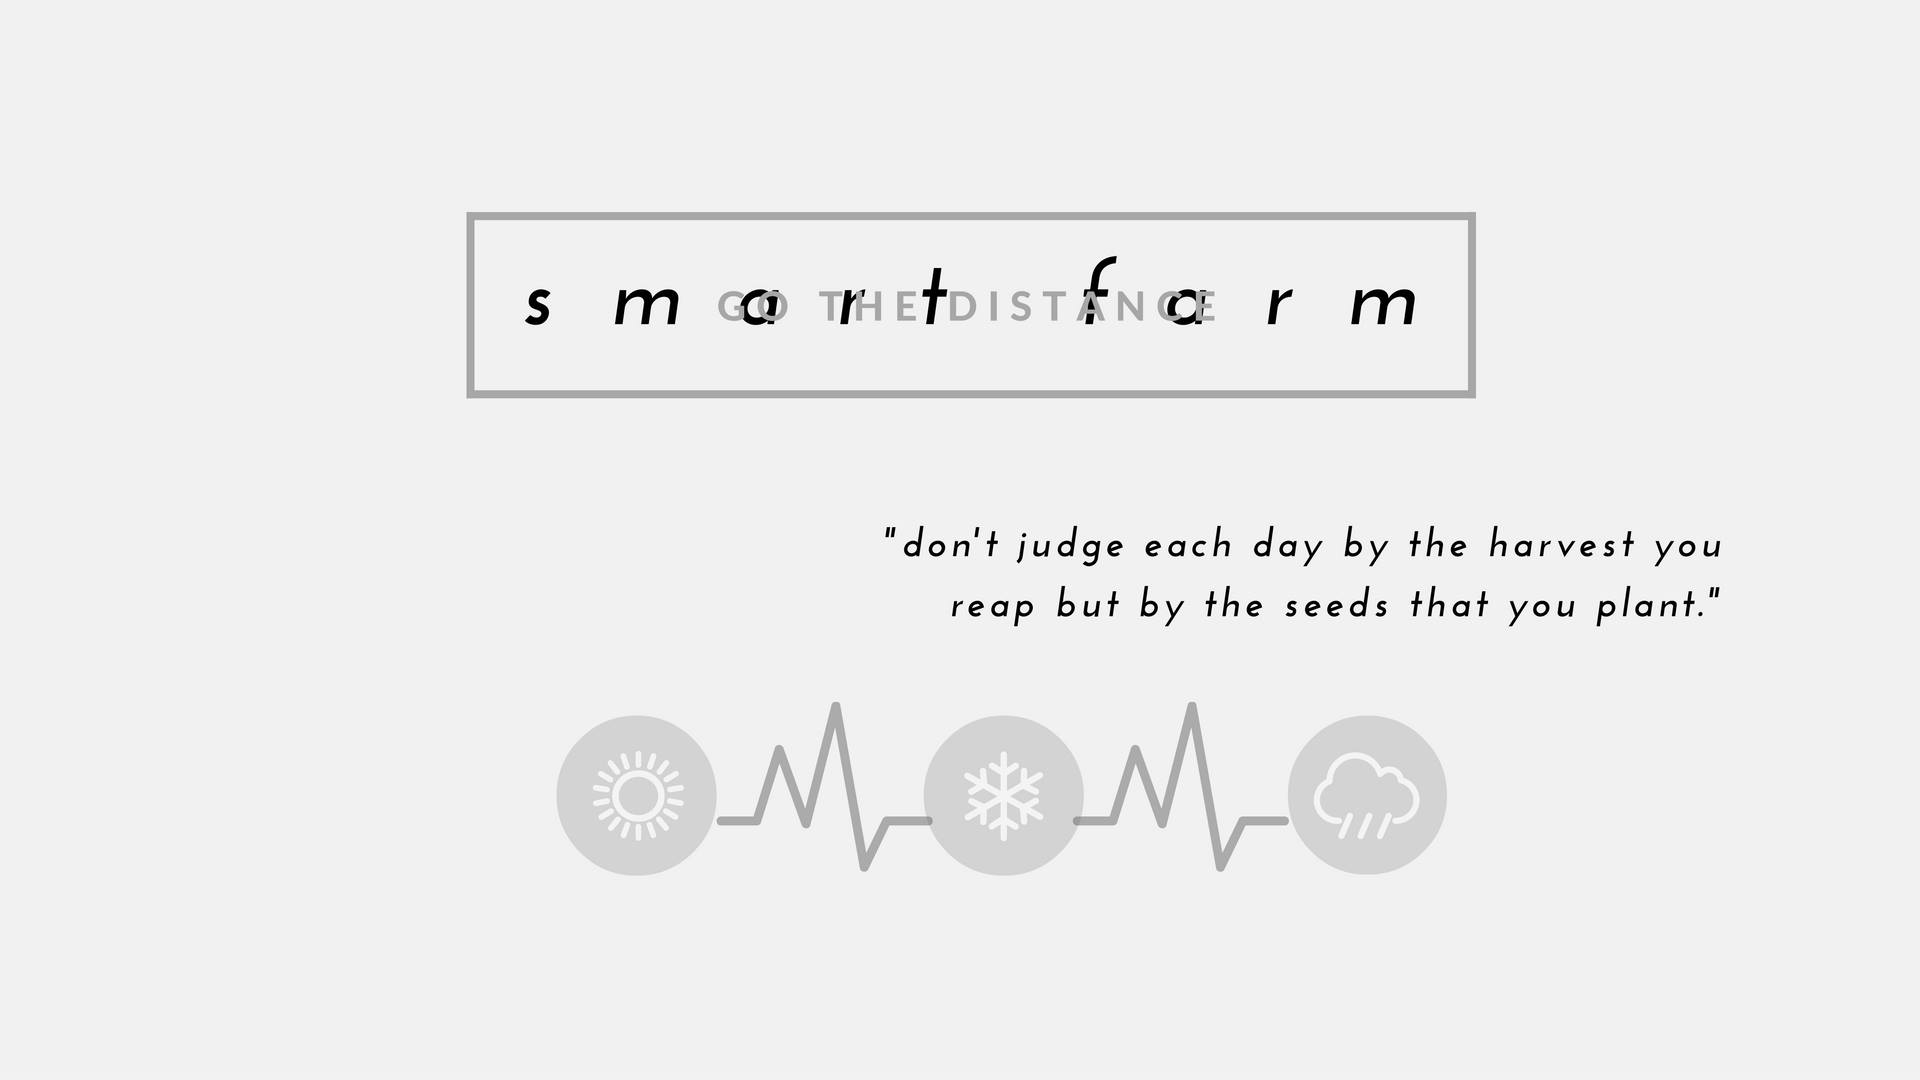 smart farm
GO THE DISTANCE
"don't judge each day by the harvest you
reap but by the seeds that you plant."